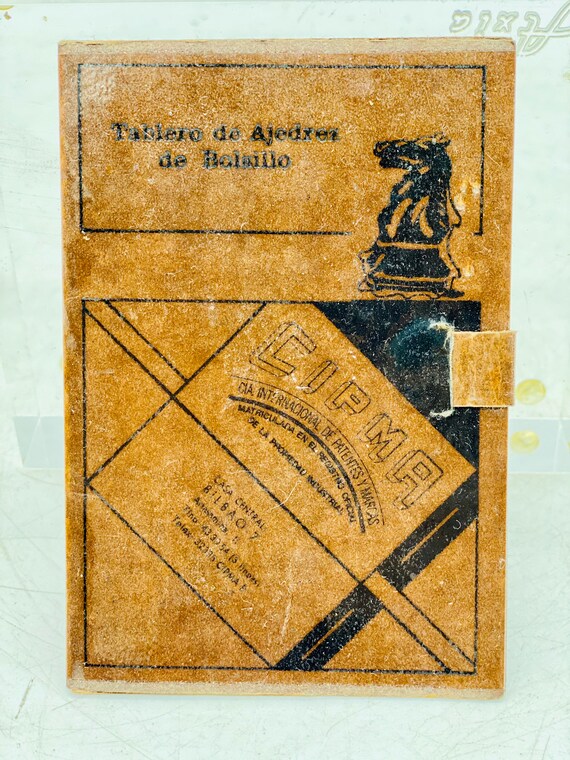 Tablero de Ajedrez
de Bolsillo
CIPMA
CIA. INTERNACIONAL DE PATENTES Y MARCAS
MATRICULADA EN EL REGISTRO OFICIAL
DE LA PROPIEDAD INDUSTRIAL
CASA CENTRAL
BILBAO-7